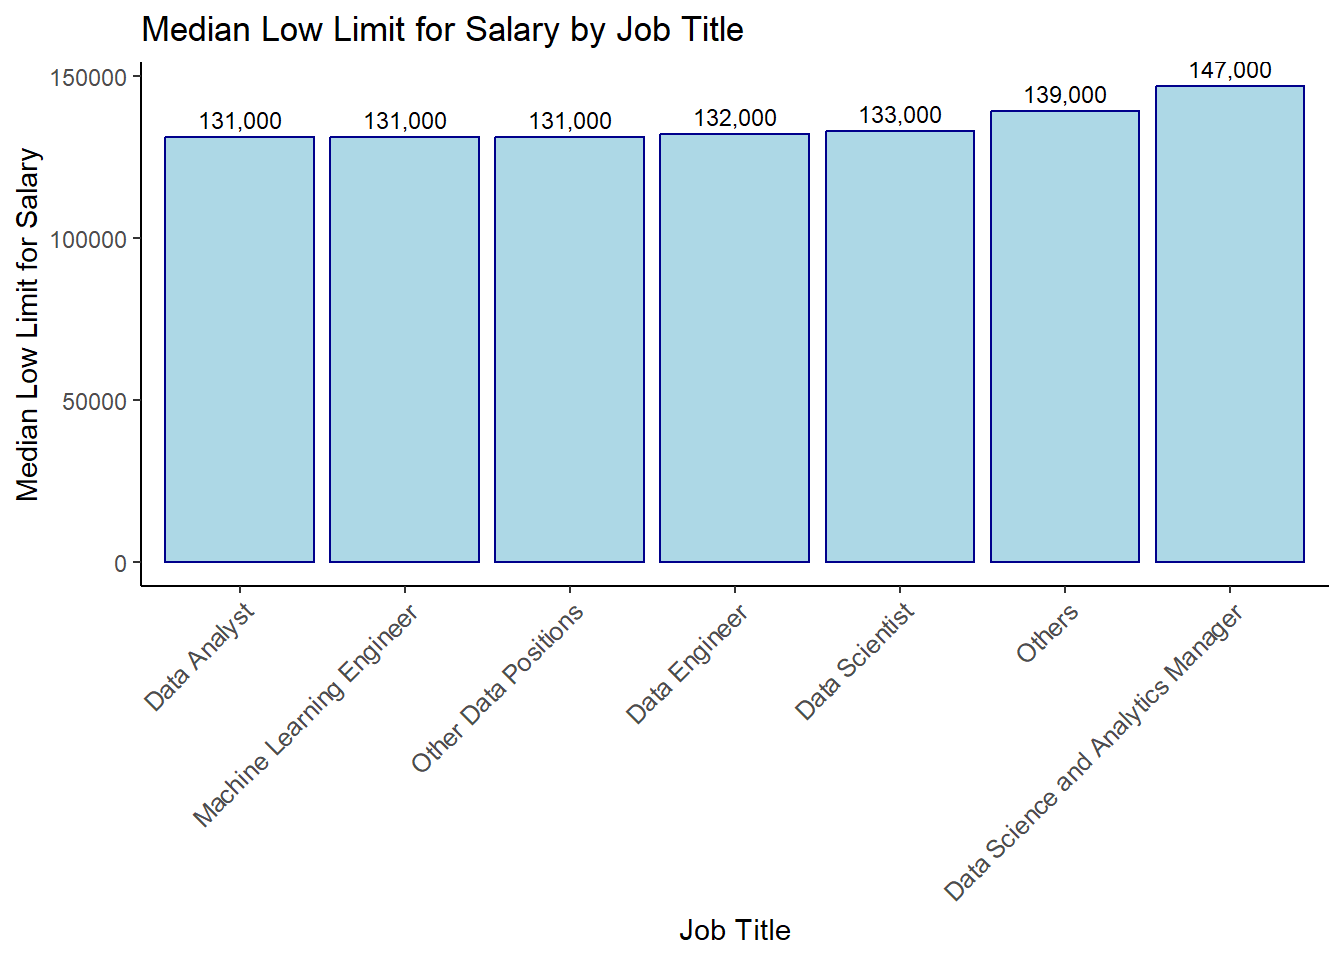 Median Low Limit for Salary by Job Title
Median Low Limit for Salary
150000
100000
50000
0
131,000
131,000
131,000
132,000
133,000
139,000
147,000
Data Analyst
Machine Learning Engineer
Other Data Positions
Data Engineer
Data Scientist
Others
Data Science and Analytics Manager
Job Title